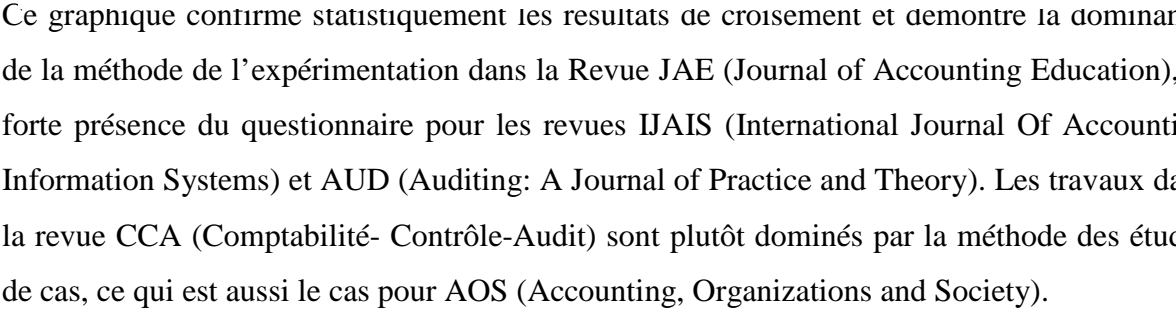 Ce graphique confirme statistiquement les résultats de croisement et démontre la dominan
de la méthode de l’expérimentation dans la Revue JAE (Journal of Accounting Education),
forte présence du questionnaire pour les revues IJAIS (International Journal Of Accounti
Information Systems) et AUD (Auditing: A Journal of Practice and Theory). Les travaux da
la revue CCA (Comptabilité- Contrôle-Audit) sont plutôt dominés par la méthode des étud
de cas, ce qui est aussi le cas pour AOS (Accounting, Organizations and Society).